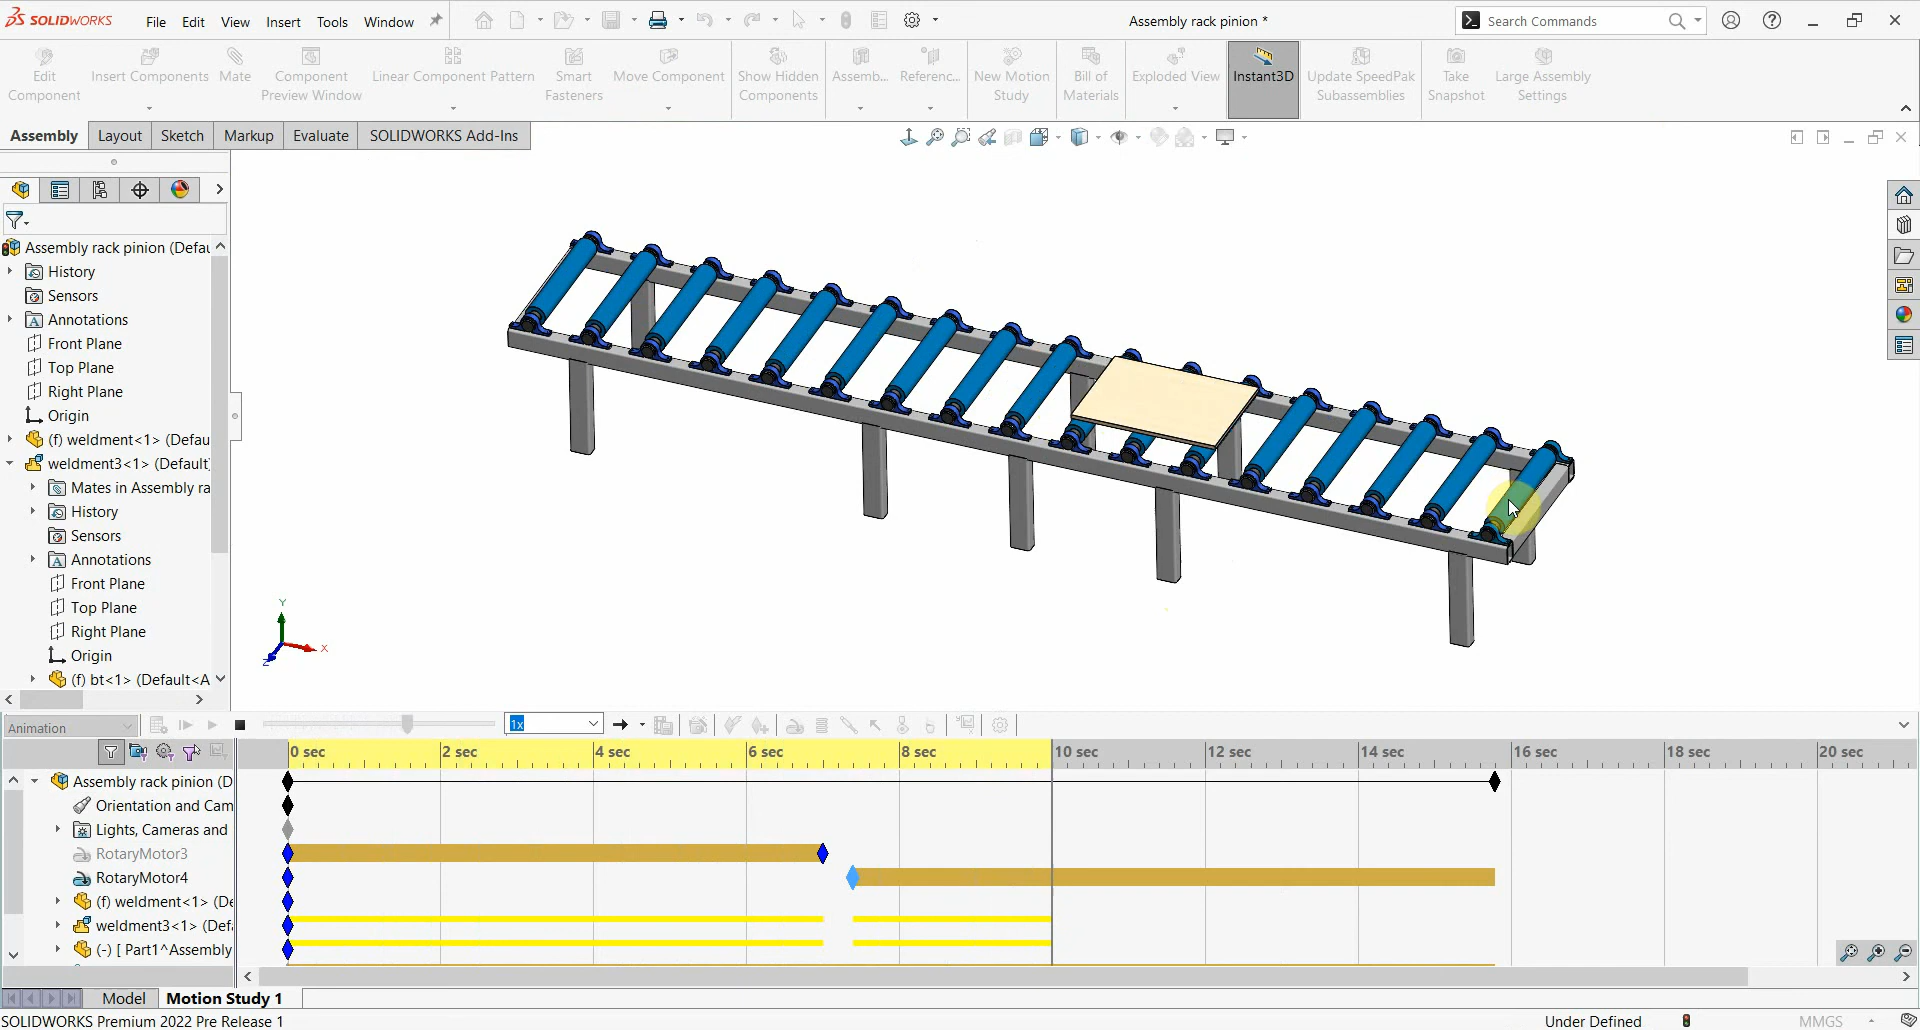 SOLIDWORKS File Edit View Insert Tools Window Assembly rack pinion * Search Commands
Edit Component Insert Components Mate Component Preview Window Linear Component Pattern Smart Fasteners Move Component Show Hidden Components Assemb... Referenc... New Motion Study Bill of Materials Exploded View Instant3D Update SpeedPak Subassemblies Take Snapshot Large Assembly Settings
Assembly Layout Sketch Markup Evaluate SOLIDWORKS Add-Ins
Assembly rack pinion (Defau
History
Sensors
Annotations
Front Plane
Top Plane
Right Plane
Origin
(f) weldment<1> (Defau
weldment3<1> (Default)
Mates in Assembly ra
History
Sensors
Annotations
Front Plane
Top Plane
Right Plane
Origin
(f) bt<1> (Default<A
Y
X
Z
Animation 1x
0 sec 2 sec 4 sec 6 sec 8 sec 10 sec 12 sec 14 sec 16 sec 18 sec 20 sec
Assembly rack pinion (D
Orientation and Cam
Lights, Cameras and
RotaryMotor3
RotaryMotor4
(f) weldment<1> (De
weldment3<1> (Def
(-) [ Part1^Assembly
Model Motion Study 1
SOLIDWORKS Premium 2022 Pre Release 1 Under Defined MMGS